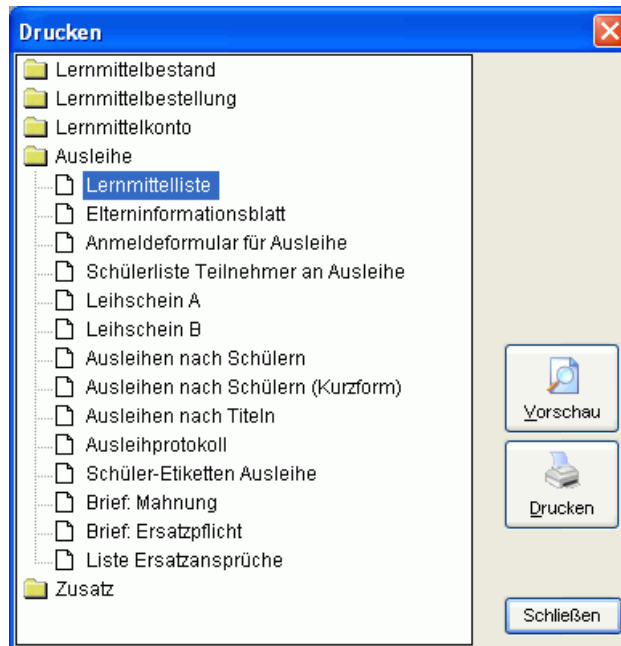 Drucken
Lernmittelbestand
Lernmittelbestellung
Lernmittelkonto
Ausleihe
Lernmittelliste
Elterninformationsblatt
Anmeldeformular für Ausleihe
Schülerliste Teilnehmer an Ausleihe
Leihschein A
Leihschein B
Ausleihen nach Schülern
Ausleihen nach Schülern (Kurzform)
Ausleihen nach Titeln
Ausleihprotokoll
Schüler-Etiketten Ausleihe
Brief: Mahnung
Brief: Ersatzpflicht
Liste Ersatzansprüche
Zusatz
Vorschau
Drucken
Schließen